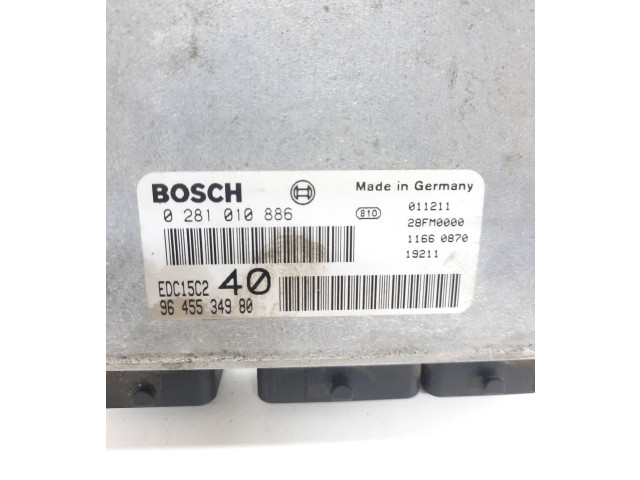 BOSCH
Made in Germany
0 281 010 886
S10
011211
28FM0000
1166 0870
19211
EDC15C2 40
96 455 349 80